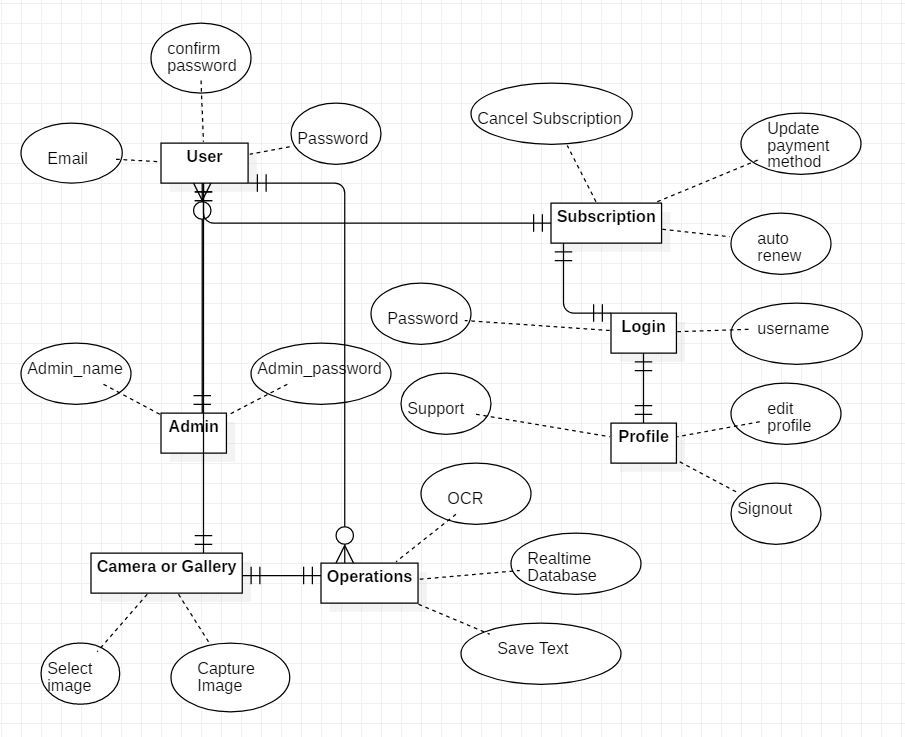 confirm
password
Email
User
Password
Cancel Subscription
Update
payment
method
Subscription
auto
renew
Password
Login
username
Admin_name
Admin_password
Admin
Support
Profile
edit
profile
Signout
OCR
Camera or Gallery
Operations
Realtime
Database
Save Text
Select
image
Capture
Image